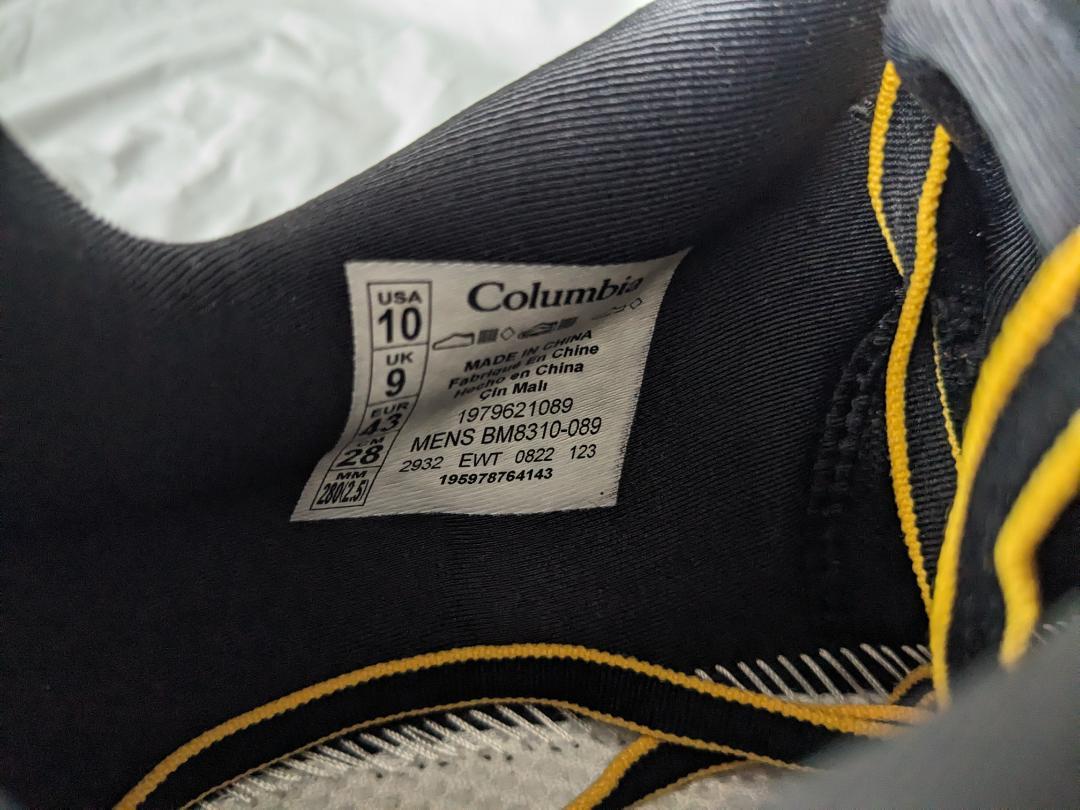 USA
10
UK
9
EUR
43
CM
28
MM
280(2.5)
Columbia
MADE IN CHINA
Fabriqué en Chine
Hecho en China
Çin Malı
1979621089
MENS BM8310-089
2932 EWT 0822 123
195978764143